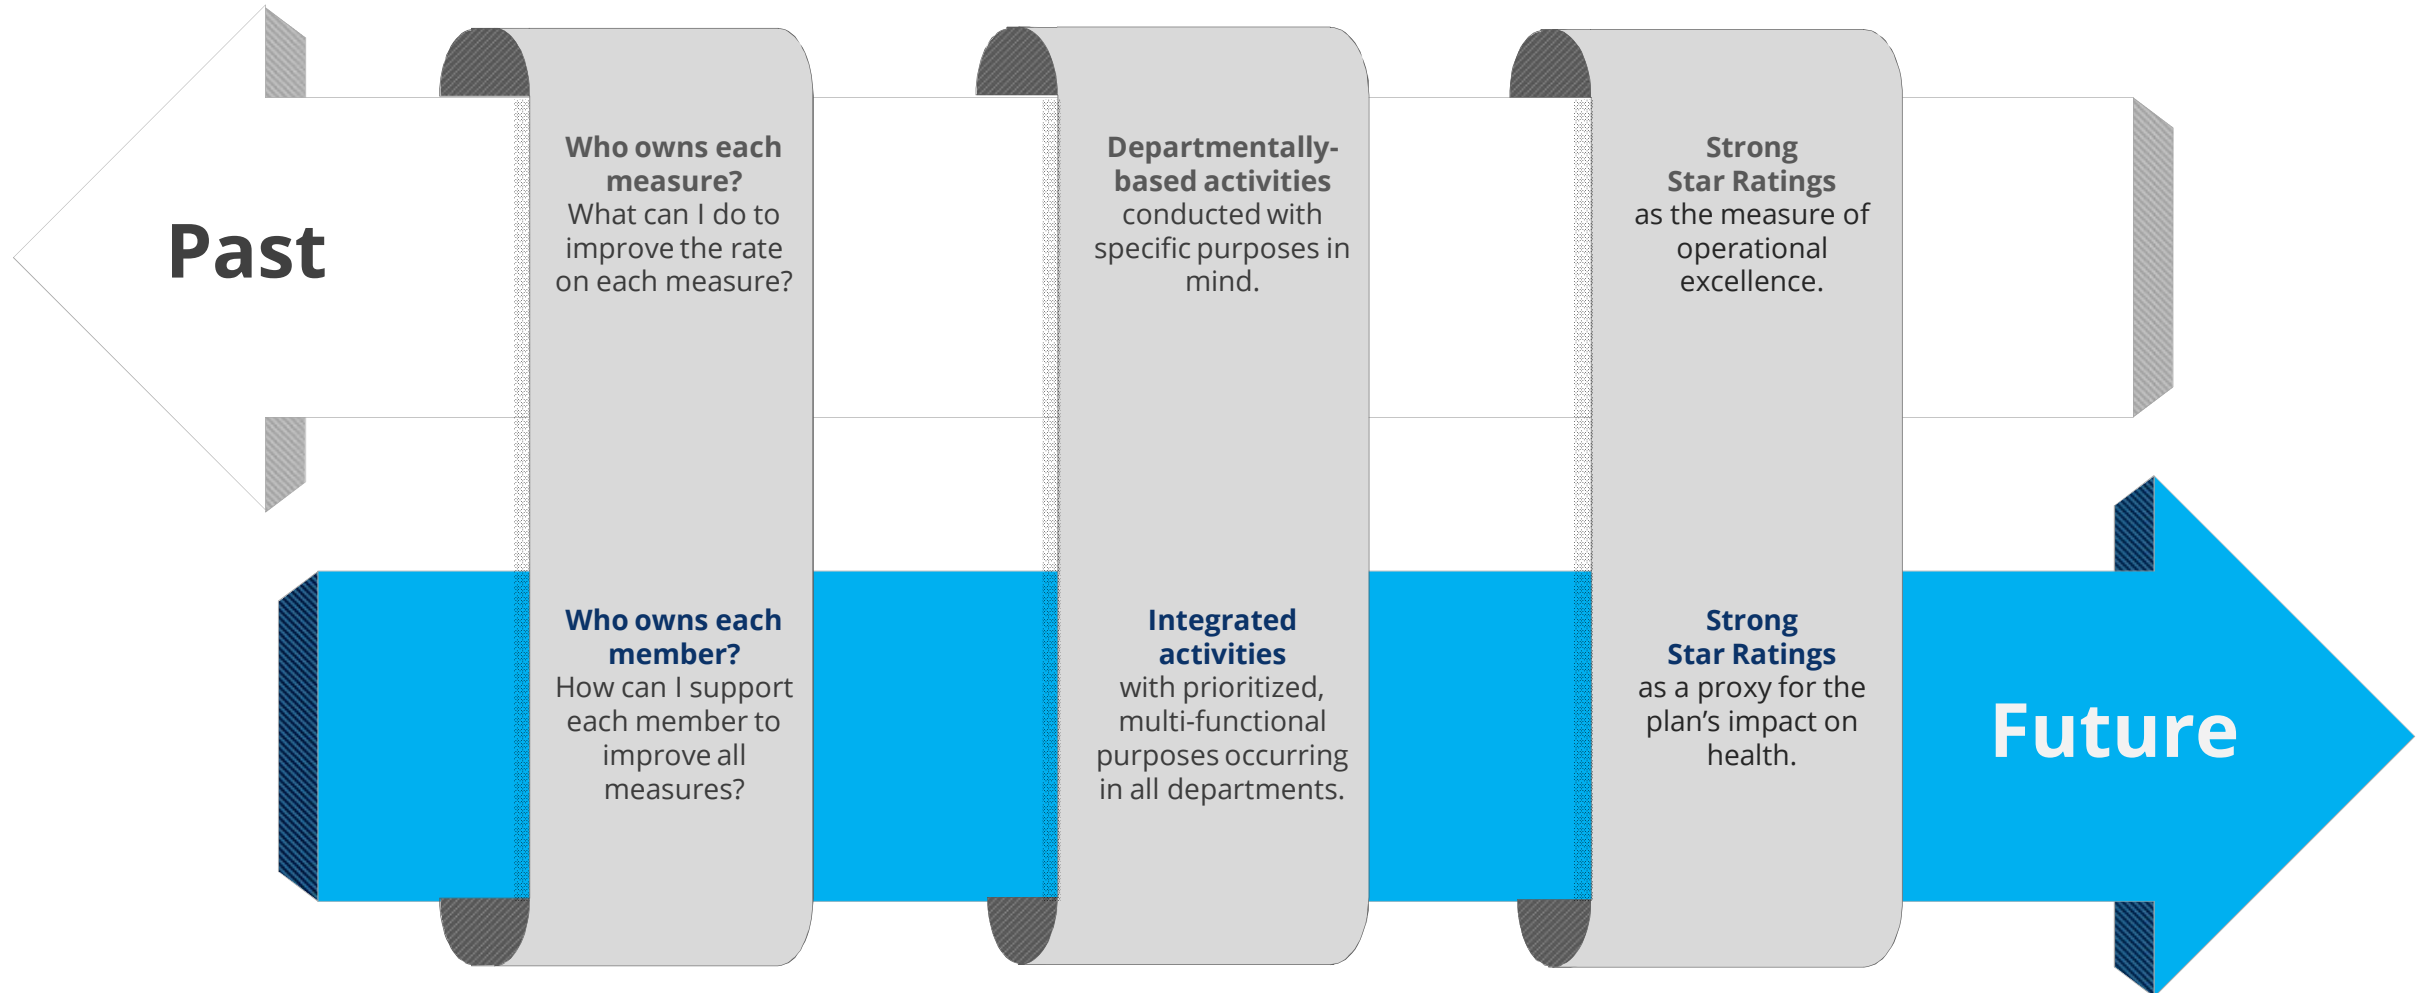 Past
Who owns each
measure?
What can I do to
improve the rate
on each measure?
Departmentally-
based activities
conducted with
specific purposes in
mind.
Strong
Star Ratings
as the measure of
operational
excellence.
Who owns each
member?
How can I support
each member to
improve all
measures?
Integrated
activities
with prioritized,
multi-functional
purposes occurring
in all departments.
Strong
Star Ratings
as a proxy for the
plan’s impact on
health.
Future